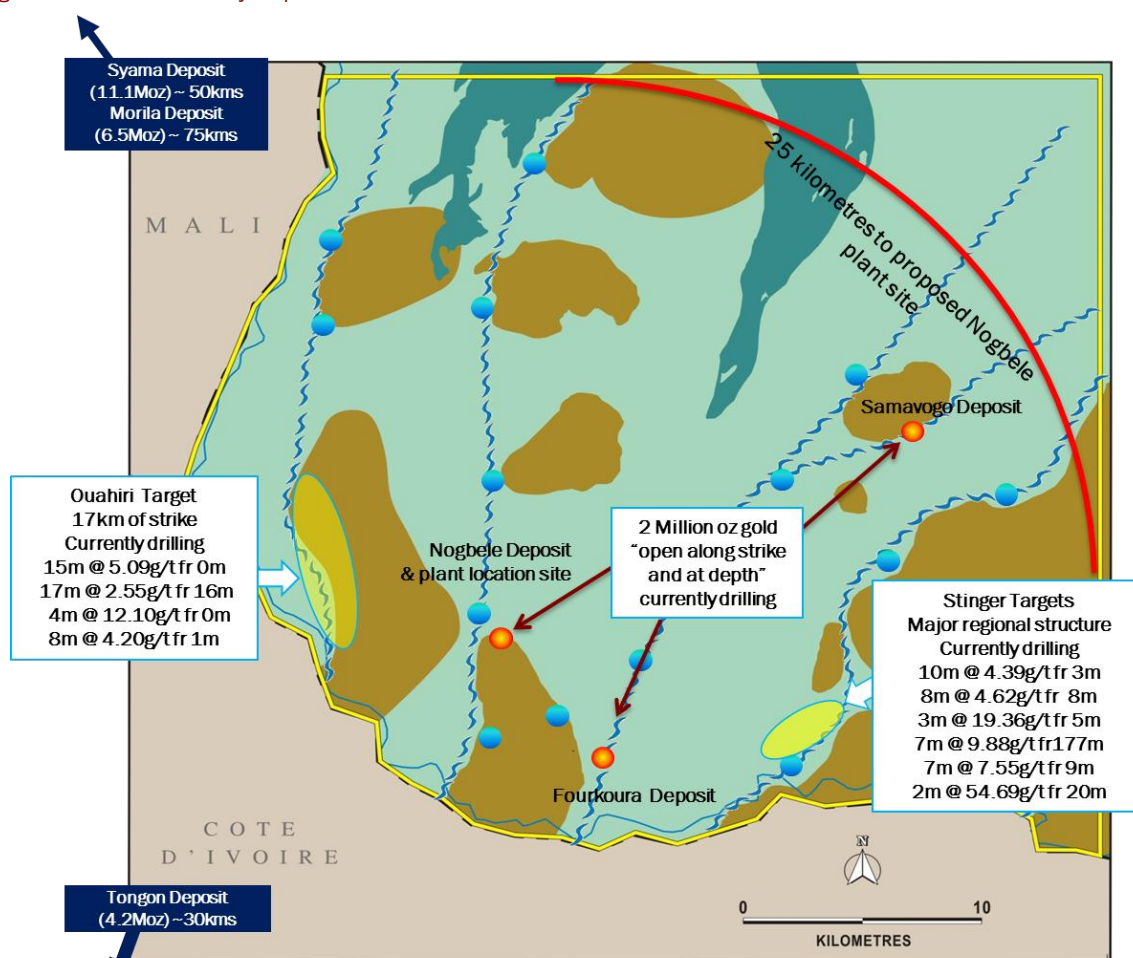 Syama Deposit
(11.1Moz) ~ 50kms
Morila Deposit
(6.5Moz) ~ 75kms
MALI
25 kilometres to proposed Nogbele
plant site
Samavogo Deposit
Ouahiri Target
17km of strike
Currently drilling
15m @ 5.09g/t fr 0m
17m @ 2.55g/t fr 16m
4m @ 12.10g/t fr 0m
8m @ 4.20g/t fr 1m
Nogbele Deposit
& plant location site
2 Million oz gold
“open along strike
and at depth”
currently drilling
Stinger Targets
Major regional structure
Currently drilling
10m @ 4.39g/t fr 3m
8m @ 4.62g/t fr 8m
3m @ 19.36g/t fr 5m
7m @ 9.88g/t fr177m
7m @ 7.55g/t fr 9m
2m @ 54.69g/t fr 20m
Fourkoura Deposit
COTE
D'IVOIRE
Tongon Deposit
(4.2Moz) ~30kms
N
0 10
KILOMETRES